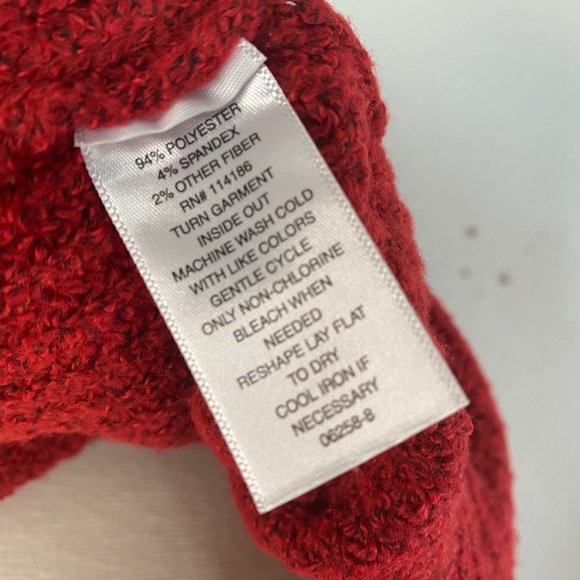 94% POLYESTER
4% SPANDEX
2% OTHER FIBER
RN# 114186
TURN GARMENT
INSIDE OUT
MACHINE WASH COLD
WITH LIKE COLORS
GENTLE CYCLE
ONLY NON-CHLORINE
BLEACH WHEN
NEEDED
RESHAPE LAY FLAT
TO DRY
COOL IRON IF
NECESSARY
06258-8